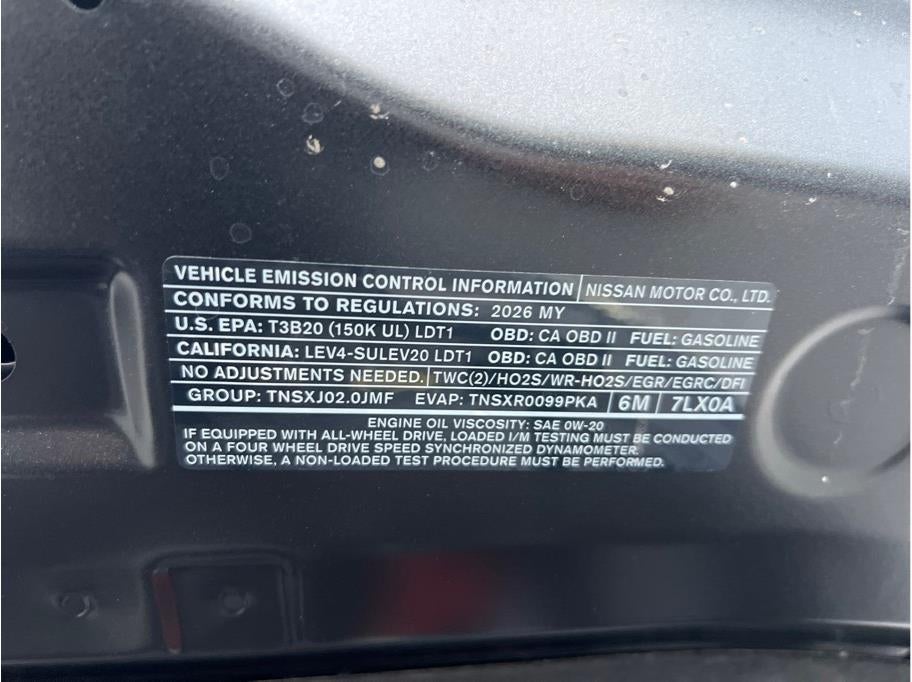 VEHICLE EMISSION CONTROL INFORMATION NISSAN MOTOR CO., LTD.
CONFORMS TO REGULATIONS: 2026 MY
U.S. EPA: T3B20 (150K UL) LDT1 OBD: CA OBD II FUEL: GASOLINE
CALIFORNIA: LEV4-SULEV20 LDT1 OBD: CA OBD II FUEL: GASOLINE
NO ADJUSTMENTS NEEDED. TWC(2)/HO2S/WR-HO2S/EGR/EGRC/DFI
GROUP: TNSXJ02.0JMF EVAP: TNSXR0099PKA 6M 7LX0A
ENGINE OIL VISCOSITY: SAE 0W-20
IF EQUIPPED WITH ALL-WHEEL DRIVE, LOADED I/M TESTING MUST BE CONDUCTED
ON A FOUR WHEEL DRIVE SPEED SYNCHRONIZED DYNAMOMETER.
OTHERWISE, A NON-LOADED TEST PROCEDURE MUST BE PERFORMED.